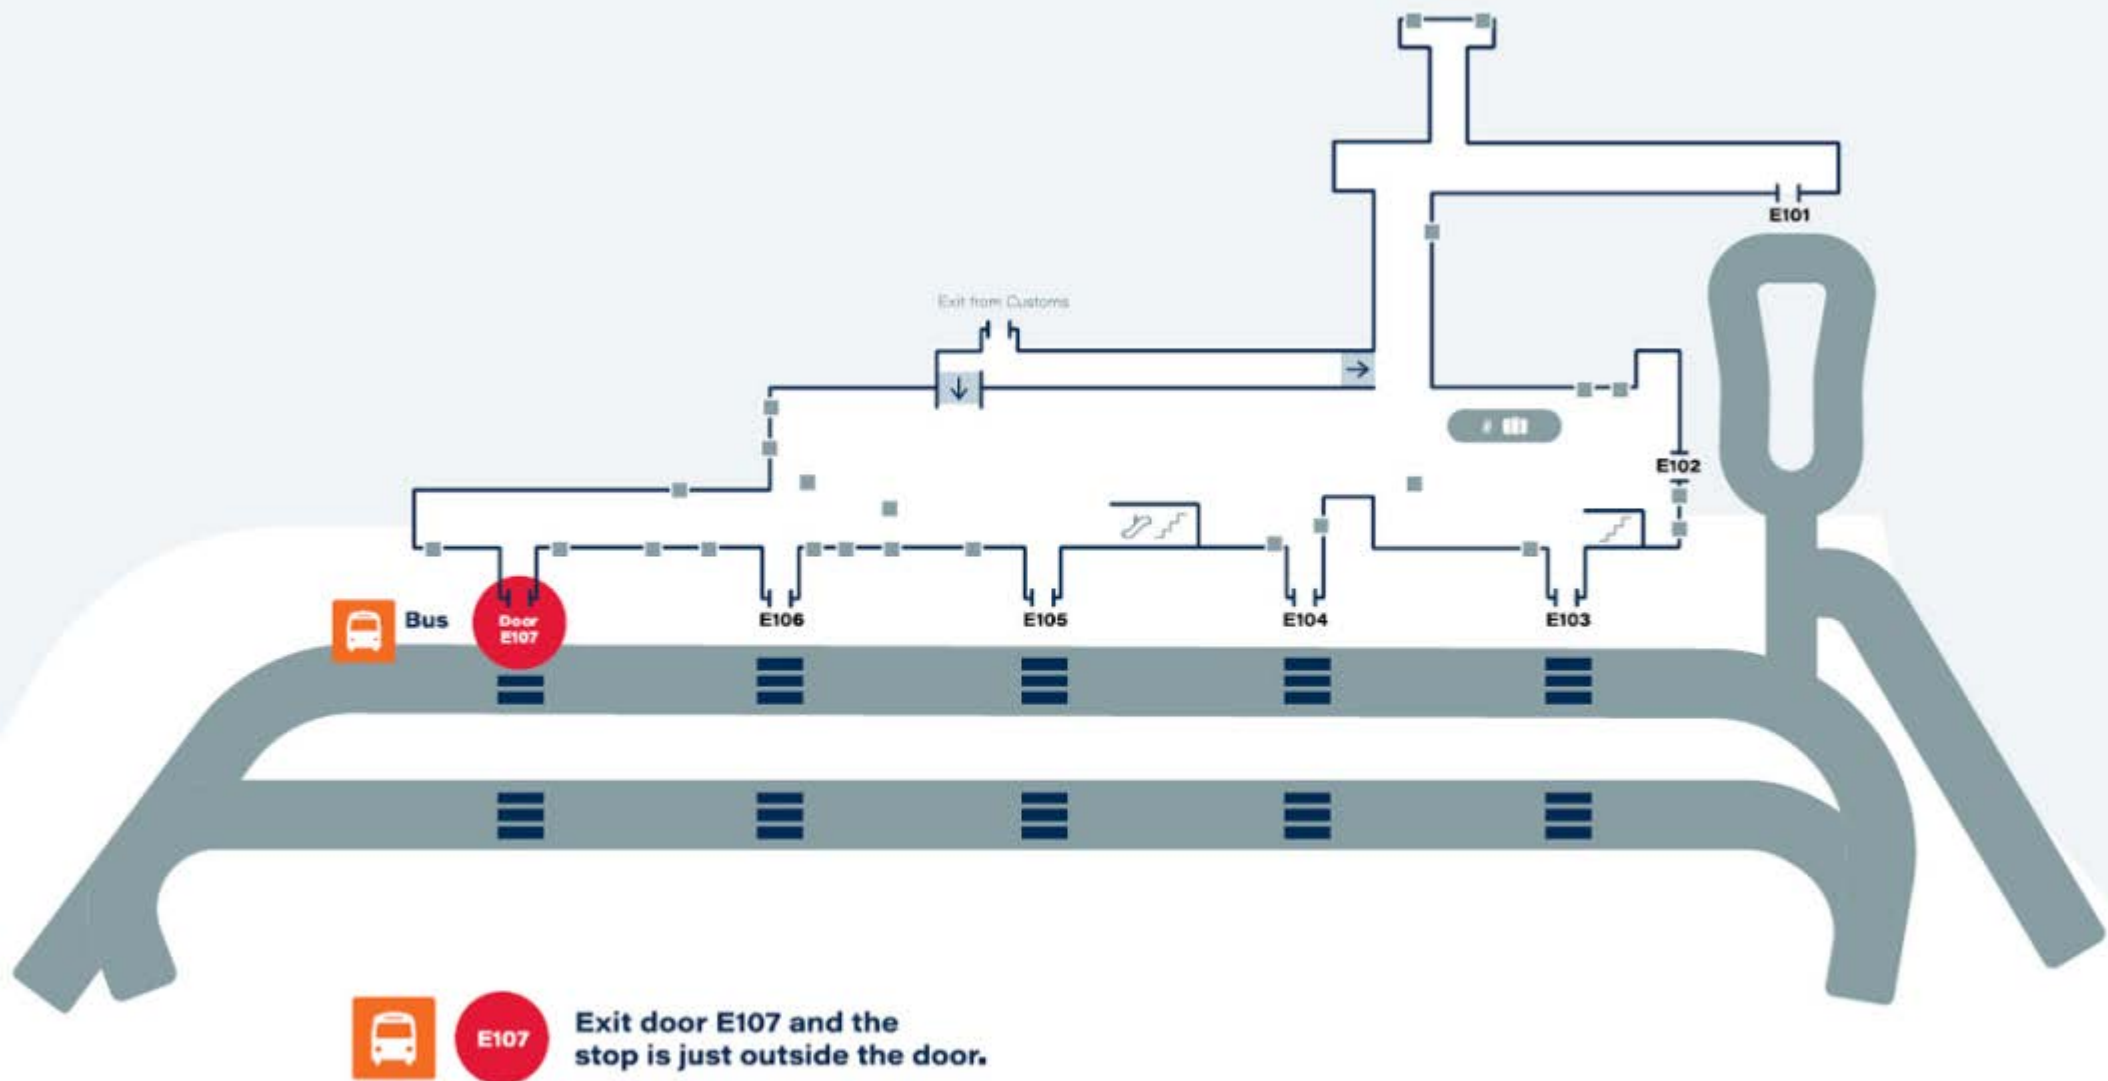 E101
Exit from Customs
E102
Bus
Door
E107
E106
E105
E104
E103
E107
Exit door E107 and the
stop is just outside the door.